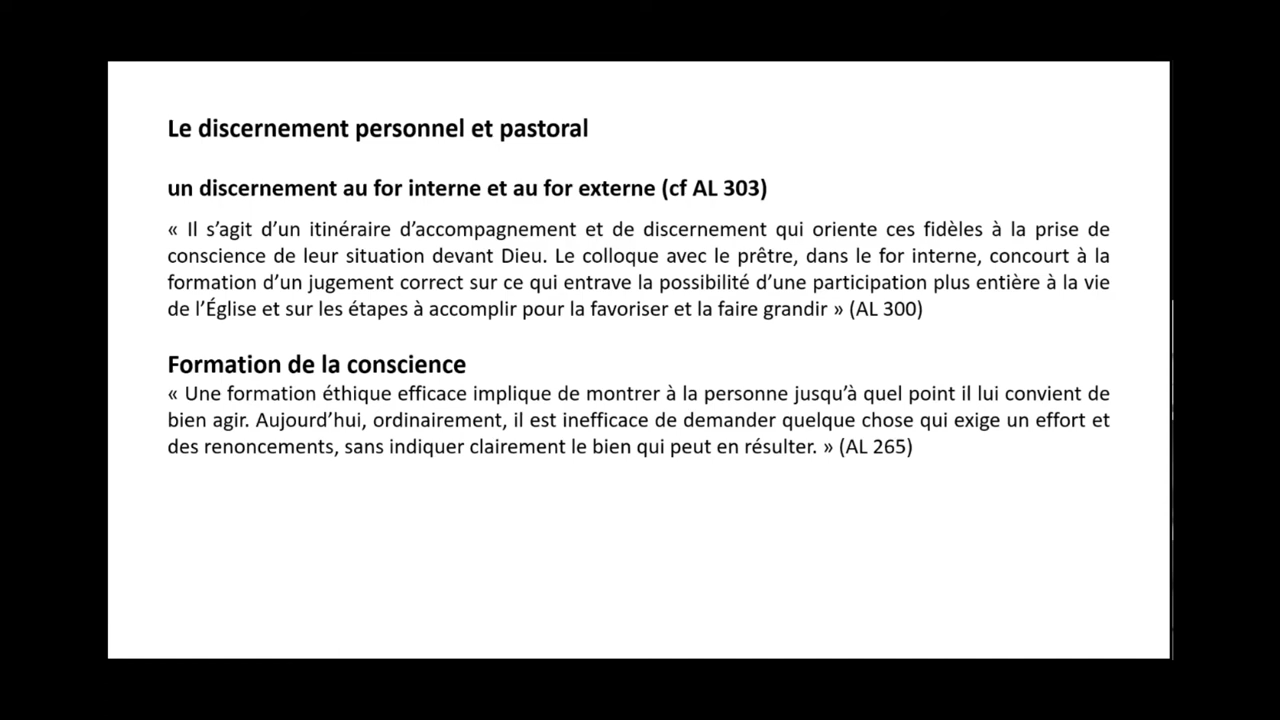 Le discernement personnel et pastoral
un discernement au for interne et au for externe (cf AL 303)
« Il s’agit d’un itinéraire d’accompagnement et de discernement qui oriente ces fidèles à la prise de
conscience de leur situation devant Dieu. Le colloque avec le prêtre, dans le for interne, concourt à la
formation d’un jugement correct sur ce qui entrave la possibilité d’une participation plus entière à la vie
de l’Église et sur les étapes à accomplir pour la favoriser et la faire grandir » (AL 300)
Formation de la conscience
« Une formation éthique efficace implique de montrer à la personne jusqu’à quel point il lui convient de
bien agir. Aujourd’hui, ordinairement, il est inefficace de demander quelque chose qui exige un effort et
des renoncements, sans indiquer clairement le bien qui peut en résulter. » (AL 265)